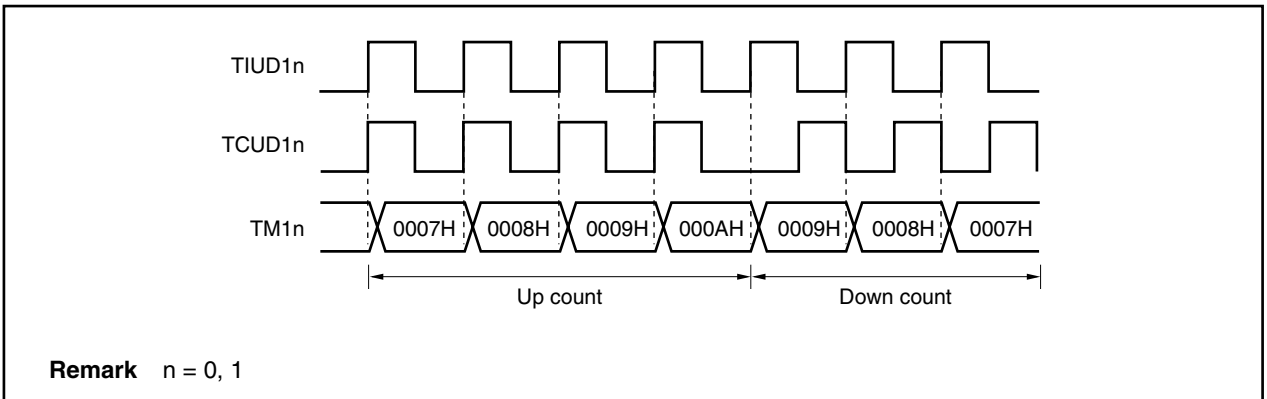 TIUD1n
TCUD1n
TM1n 0007H 0008H 0009H 000AH 0009H 0008H 0007H
Up count Down count
Remark n = 0, 1